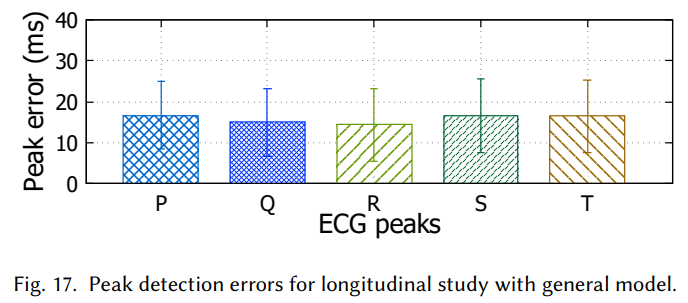 Peak error (ms)
40
30
20
10
0
P Q R S T
ECG peaks
Fig. 17. Peak detection errors for longitudinal study with general model.